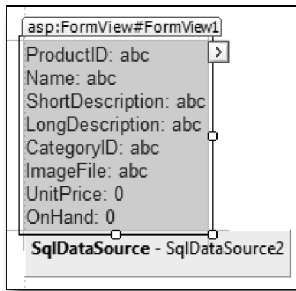 asp:FormView#FormView1
ProductID: abc
Name: abc
ShortDescription: abc
LongDescription: abc
CategoryID: abc
ImageFile: abc
UnitPrice: 0
OnHand: 0
SqlDataSource - SqlDataSource2